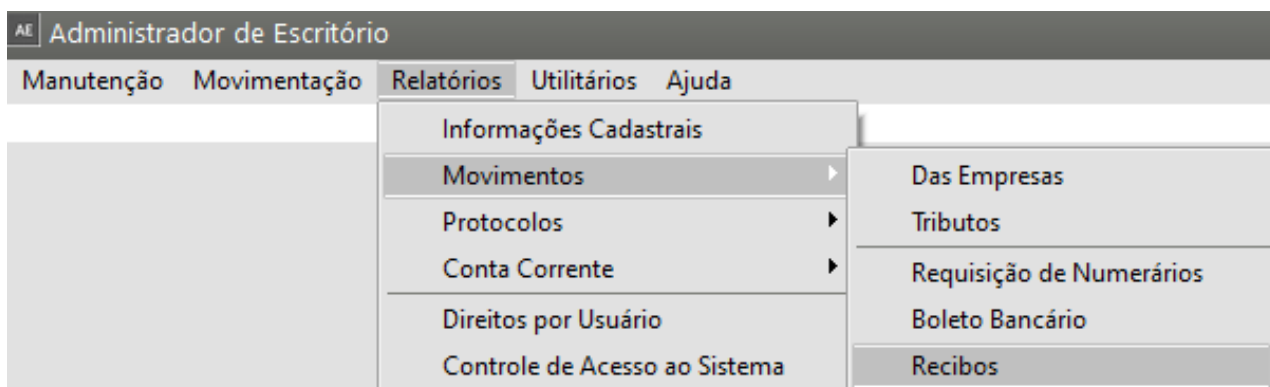 AE Administrador de Escritório
Manutenção Movimentação Relatórios Utilitários Ajuda
Informações Cadastrais
Movimentos
Protocolos
Conta Corrente
Direitos por Usuário
Controle de Acesso ao Sistema
Das Empresas
Tributos
Requisição de Numerários
Boleto Bancário
Recibos